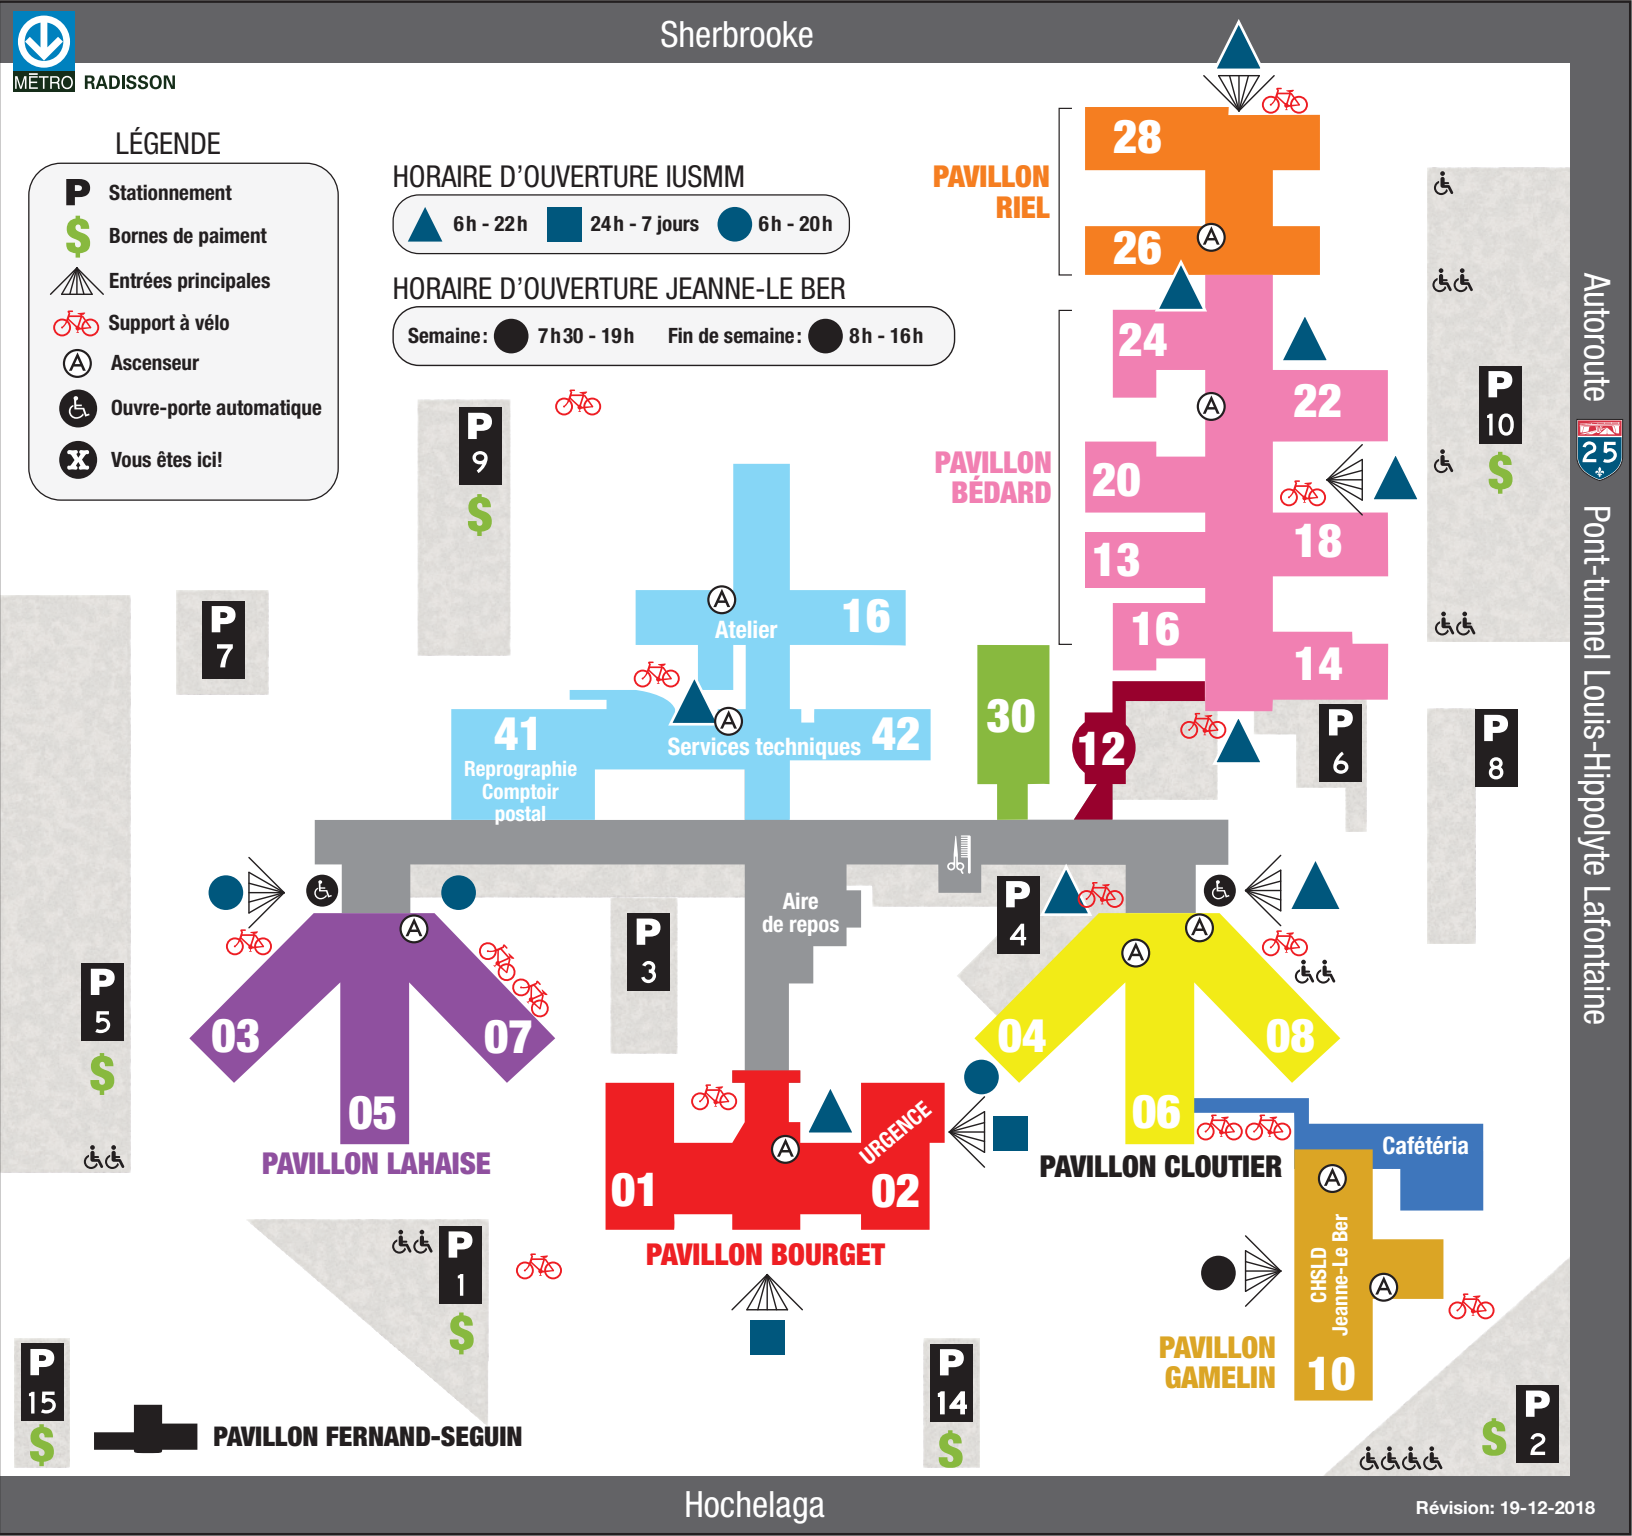 Sherbrooke
MÉTRO RADISSON
LÉGENDE
P Stationnement
$ Bornes de paiment
Entrées principales
Support à vélo
A Ascenseur
Ouvre-porte automatique
X Vous êtes ici!
HORAIRE D'OUVERTURE IUSMM
6h - 22h 24h - 7 jours 6h - 20h
HORAIRE D'OUVERTURE JEANNE-LE BER
Semaine: 7h30 - 19h Fin de semaine: 8h - 16h
PAVILLON
RIEL
28
26
A
PAVILLON
BÉDARD
24
22
A
20
18
13
16
14
Autoroute
25
Pont-tunnel Louis-Hippolyte Lafontaine
P
10
$
P
9
$
P
7
A
Atelier
16
A
41
Reprographie
Comptoir
postal
Services techniques
42
30
12
P
6
P
8
Aire
de repos
P
4
P
3
P
5
$
A
03
05
07
PAVILLON LAHAISE
A
A
04
06
08
PAVILLON CLOUTIER
A
URGENCE
01
02
PAVILLON BOURGET
Cafétéria
A
CHSLD
Jeanne-Le Ber
A
10
PAVILLON
GAMELIN
P
1
$
P
15
$
PAVILLON FERNAND-SEGUIN
P
14
$
P
2
$
Hochelaga
Révision: 19-12-2018